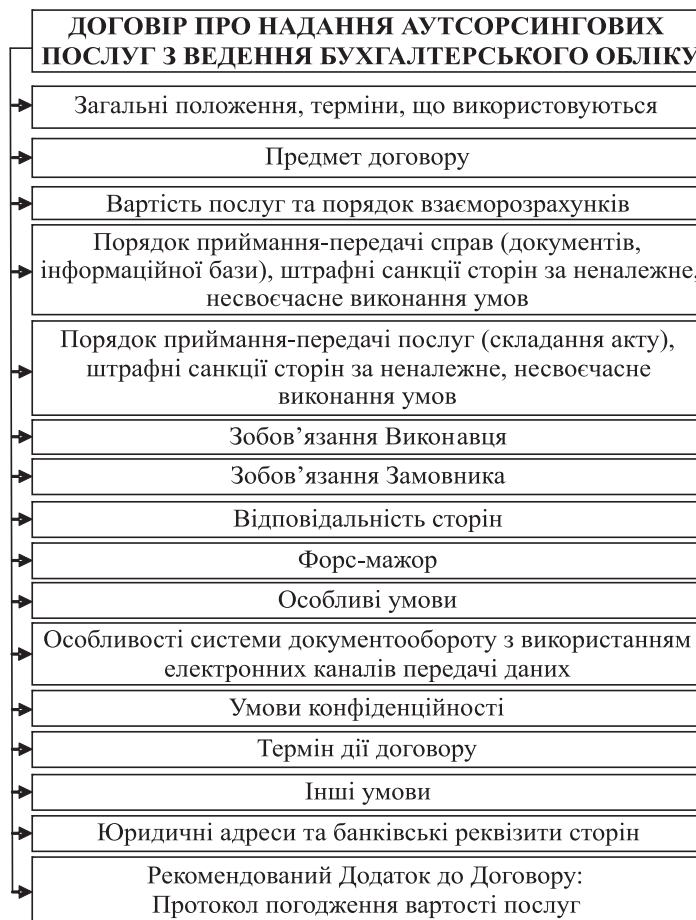 ДОГОВІР ПРО НАДАННЯ АУТСОРСИНГОВИХ
ПОСЛУГ З ВЕДЕННЯ БУХГАЛТЕРСЬКОГО ОБЛІКУ
Загальні положення, терміни, що використовуються
Предмет договору
Вартість послуг та порядок взаєморозрахунків
Порядок приймання-передачі справ (документів,
інформаційної бази), штрафні санкції сторін за неналежне,
несвоєчасне виконання умов
Порядок приймання-передачі послуг (складання акту),
штрафні санкції сторін за неналежне, несвоєчасне
виконання умов
Зобов’язання Виконавця
Зобов’язання Замовника
Відповідальність сторін
Форс-мажор
Особливі умови
Особливості системи документообороту з використанням
електронних каналів передачі даних
Умови конфіденційності
Термін дії договору
Інші умови
Юридичні адреси та банківські реквізити сторін
Рекомендований Додаток до Договору:
Протокол погодження вартості послуг